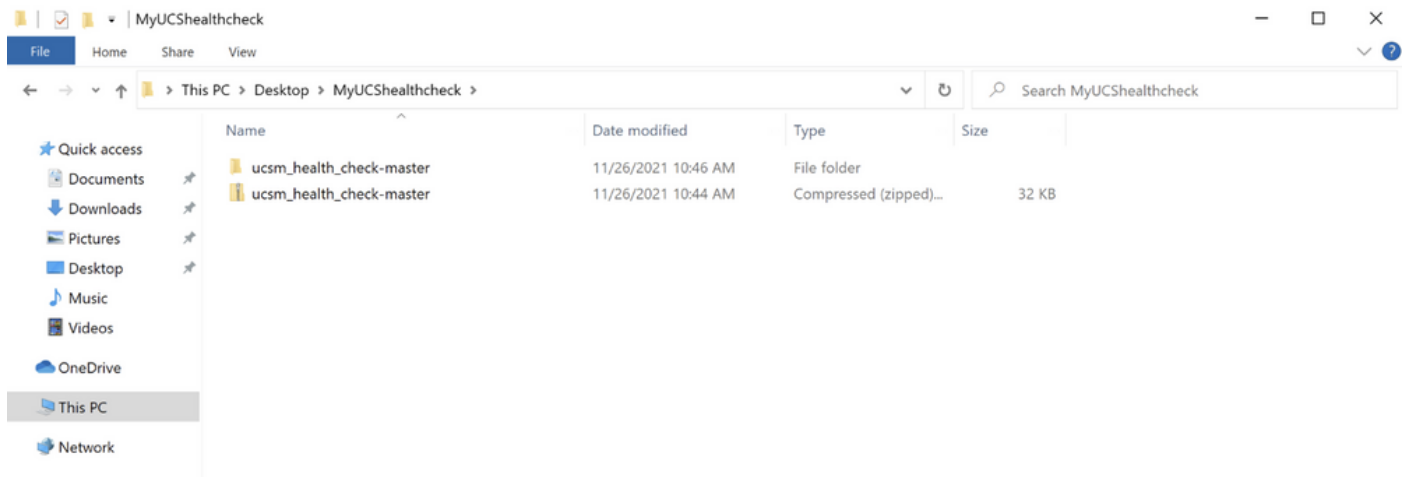 MyUCShealthcheck
File Home Share View
This PC > Desktop > MyUCShealthcheck >
Search MyUCShealthcheck
Name Date modified Type Size
Quick access
Documents
Downloads
Pictures
Desktop
Music
Videos
OneDrive
This PC
Network
ucsm_health_check-master 11/26/2021 10:46 AM File folder
ucsm_health_check-master 11/26/2021 10:44 AM Compressed (zipped)... 32 KB